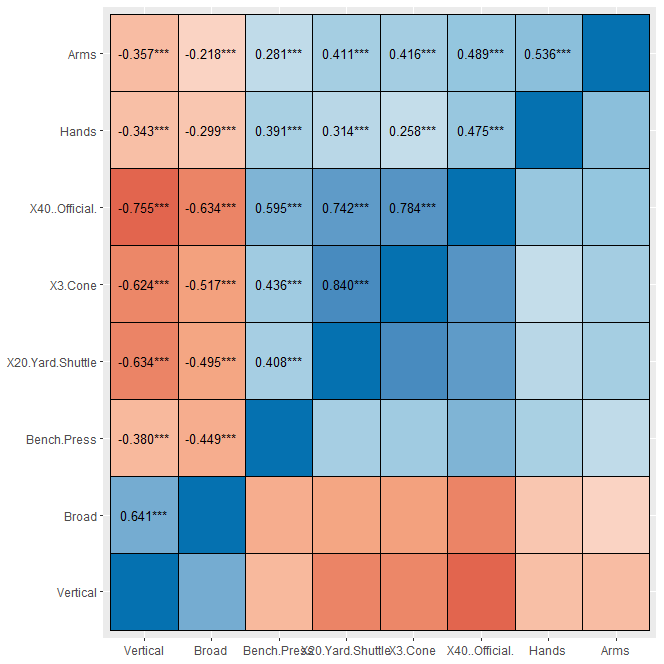 Arms -0.357*** -0.218*** 0.281*** 0.411*** 0.416*** 0.489*** 0.536***
Hands -0.343*** -0.299*** 0.391*** 0.314*** 0.258*** 0.475***
X40..Official. -0.755*** -0.634*** 0.595*** 0.742*** 0.784***
X3.Cone -0.624*** -0.517*** 0.436*** 0.840***
X20.Yard.Shuttle -0.634*** -0.495*** 0.408***
Bench.Press -0.380*** -0.449***
Broad 0.641***
Vertical
Vertical Broad Bench.Press X20.Yard.Shuttle X3.Cone X40..Official. Hands Arms